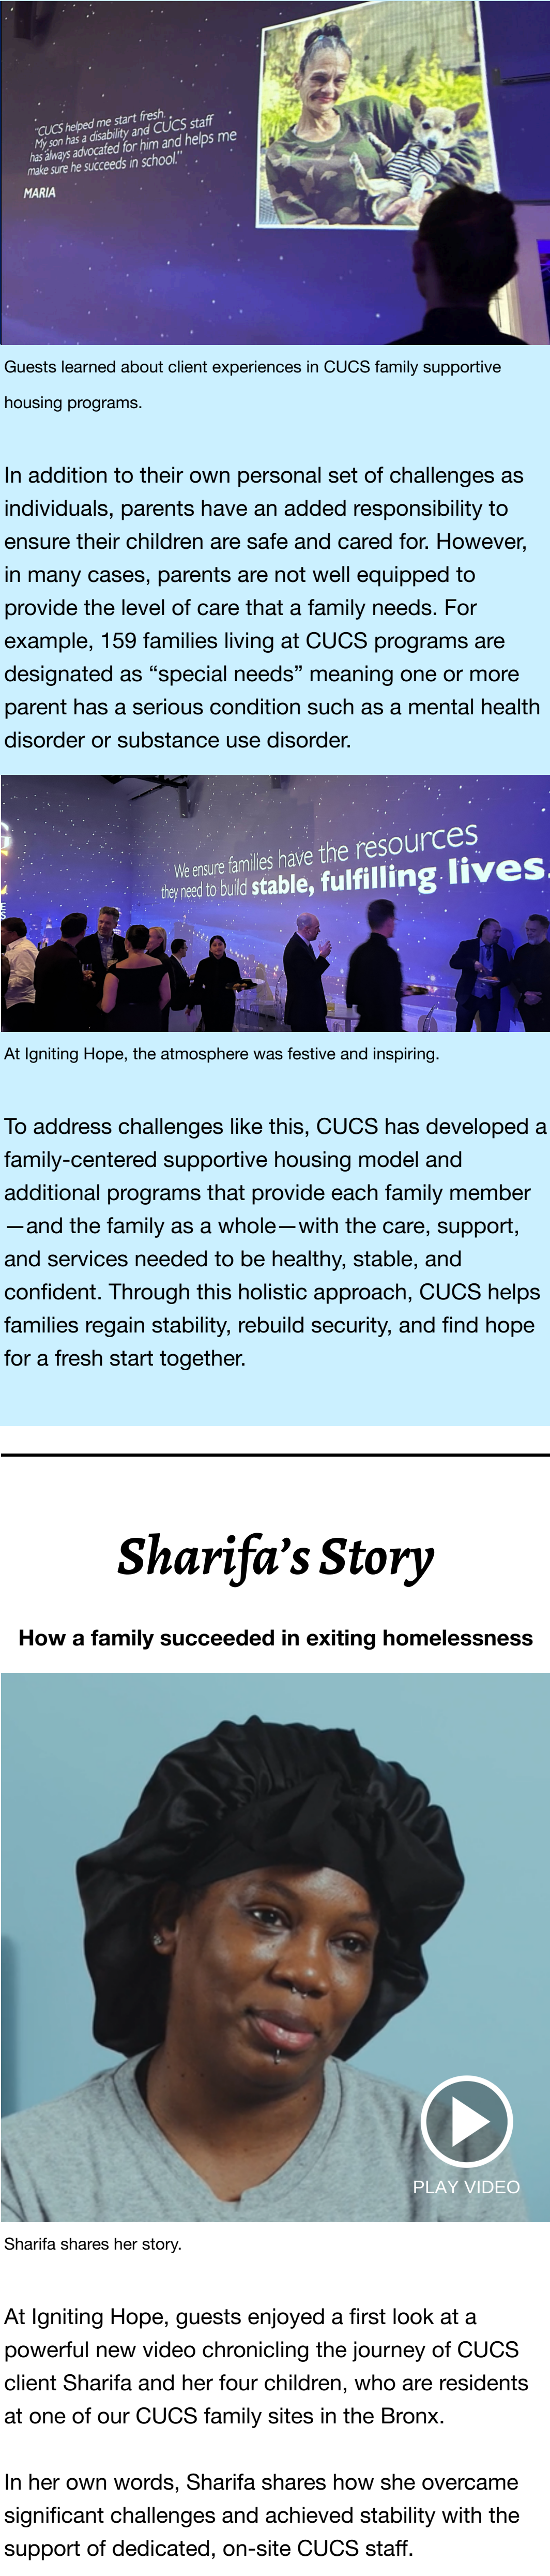 "CUCS helped me start fresh.
My son has a disability and CUCS staff
has always advocated for him and helps me
make sure he succeeds in school."
MARIA
Guests learned about client experiences in CUCS family supportive
housing programs.
In addition to their own personal set of challenges as
individuals, parents have an added responsibility to
ensure their children are safe and cared for. However,
in many cases, parents are not well equipped to
provide the level of care that a family needs. For
example, 159 families living at CUCS programs are
designated as “special needs” meaning one or more
parent has a serious condition such as a mental health
disorder or substance use disorder.
We ensure families have the resources
they need to build stable, fulfilling lives.
G
E
S
At Igniting Hope, the atmosphere was festive and inspiring.
To address challenges like this, CUCS has developed a
family-centered supportive housing model and
additional programs that provide each family member
—and the family as a whole—with the care, support,
and services needed to be healthy, stable, and
confident. Through this holistic approach, CUCS helps
families regain stability, rebuild security, and find hope
for a fresh start together.
Sharifa’s Story
How a family succeeded in exiting homelessness
PLAY VIDEO
Sharifa shares her story.
At Igniting Hope, guests enjoyed a first look at a
powerful new video chronicling the journey of CUCS
client Sharifa and her four children, who are residents
at one of our CUCS family sites in the Bronx.
In her own words, Sharifa shares how she overcame
significant challenges and achieved stability with the
support of dedicated, on-site CUCS staff.